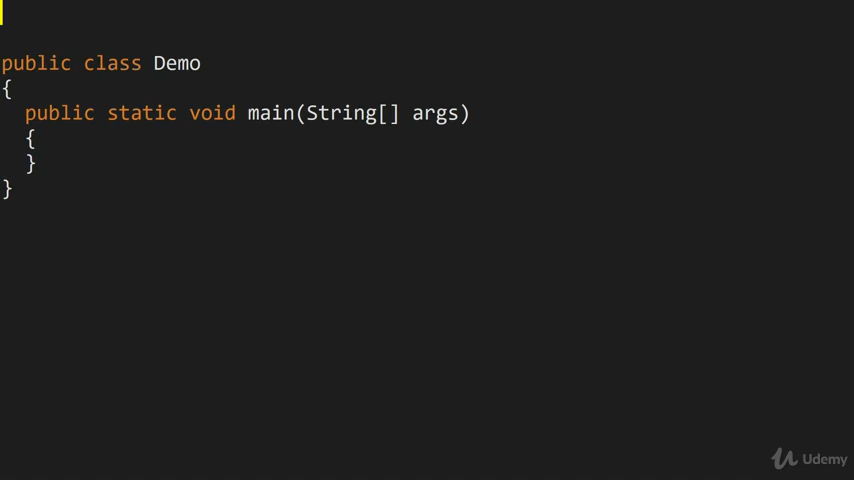 public class Demo
{
  public static void main(String[] args)
  {
  }
}
Udemy